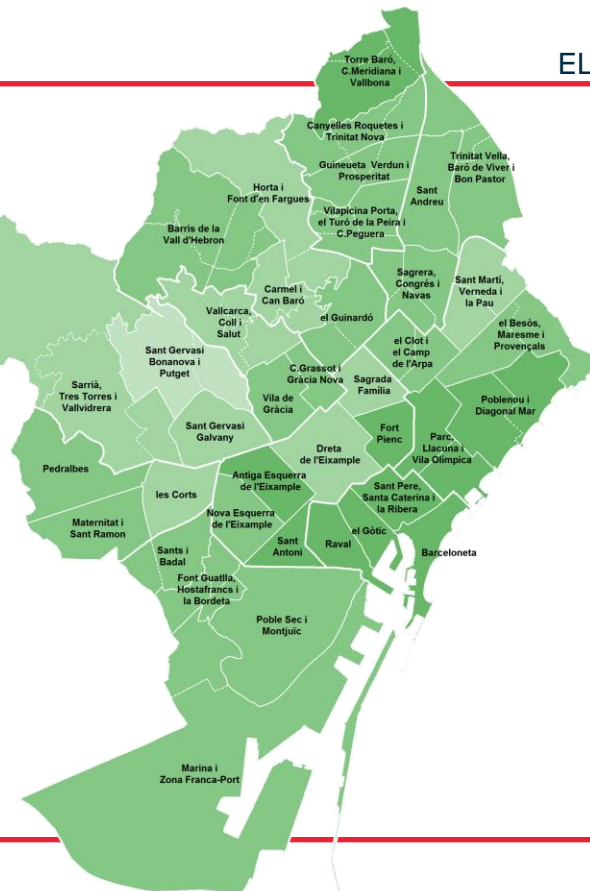 EL
Torre Baró,
C.Meridiana i
Vallbona
Canyelles Roquetes i
Trinitat Nova
Guineueta Verdun i
Prosperitat
Trinitat Vella,
Baró de Viver i
Bon Pastor
Sant
Andreu
Horta i
Font d'en Fargues
Vilapicina Porta,
el Turó de la Peira i
C.Peguera
Barris de la
Vall d'Hebron
Sagrera,
Congrés i
Navas
Sant Martí,
Verneda i
la Pau
Carmel i
Can Baró
Vallcarca,
Coll i
Salut
el Guinardó
el Besòs,
Maresme i
Provençals
el Clot i
el Camp
de l'Arpa
Sant Gervasi
Bonanova i
Putget
C.Grassot i
Gràcia Nova
Sagrada
Família
Sarrià,
Tres Torres i
Vallvidrera
Vila de
Gràcia
Poblenou i
Diagonal Mar
Sant Gervasi
Galvany
Fort
Pienc
Parc,
Llacuna i
Vila Olímpica
Dreta
de l'Eixample
Pedralbes
Antiga Esquerra
de l'Eixample
les Corts
Sant Pere,
Santa Caterina i
la Ribera
Nova Esquerra
de l'Eixample
Maternitat i
Sant Ramon
el Gòtic
Sant
Antoni
Raval
Barceloneta
Sants i
Badal
Font Guatlla,
Hostafrancs i
la Bordeta
Poble Sec i
Montjuïc
Marina i
Zona Franca-Port